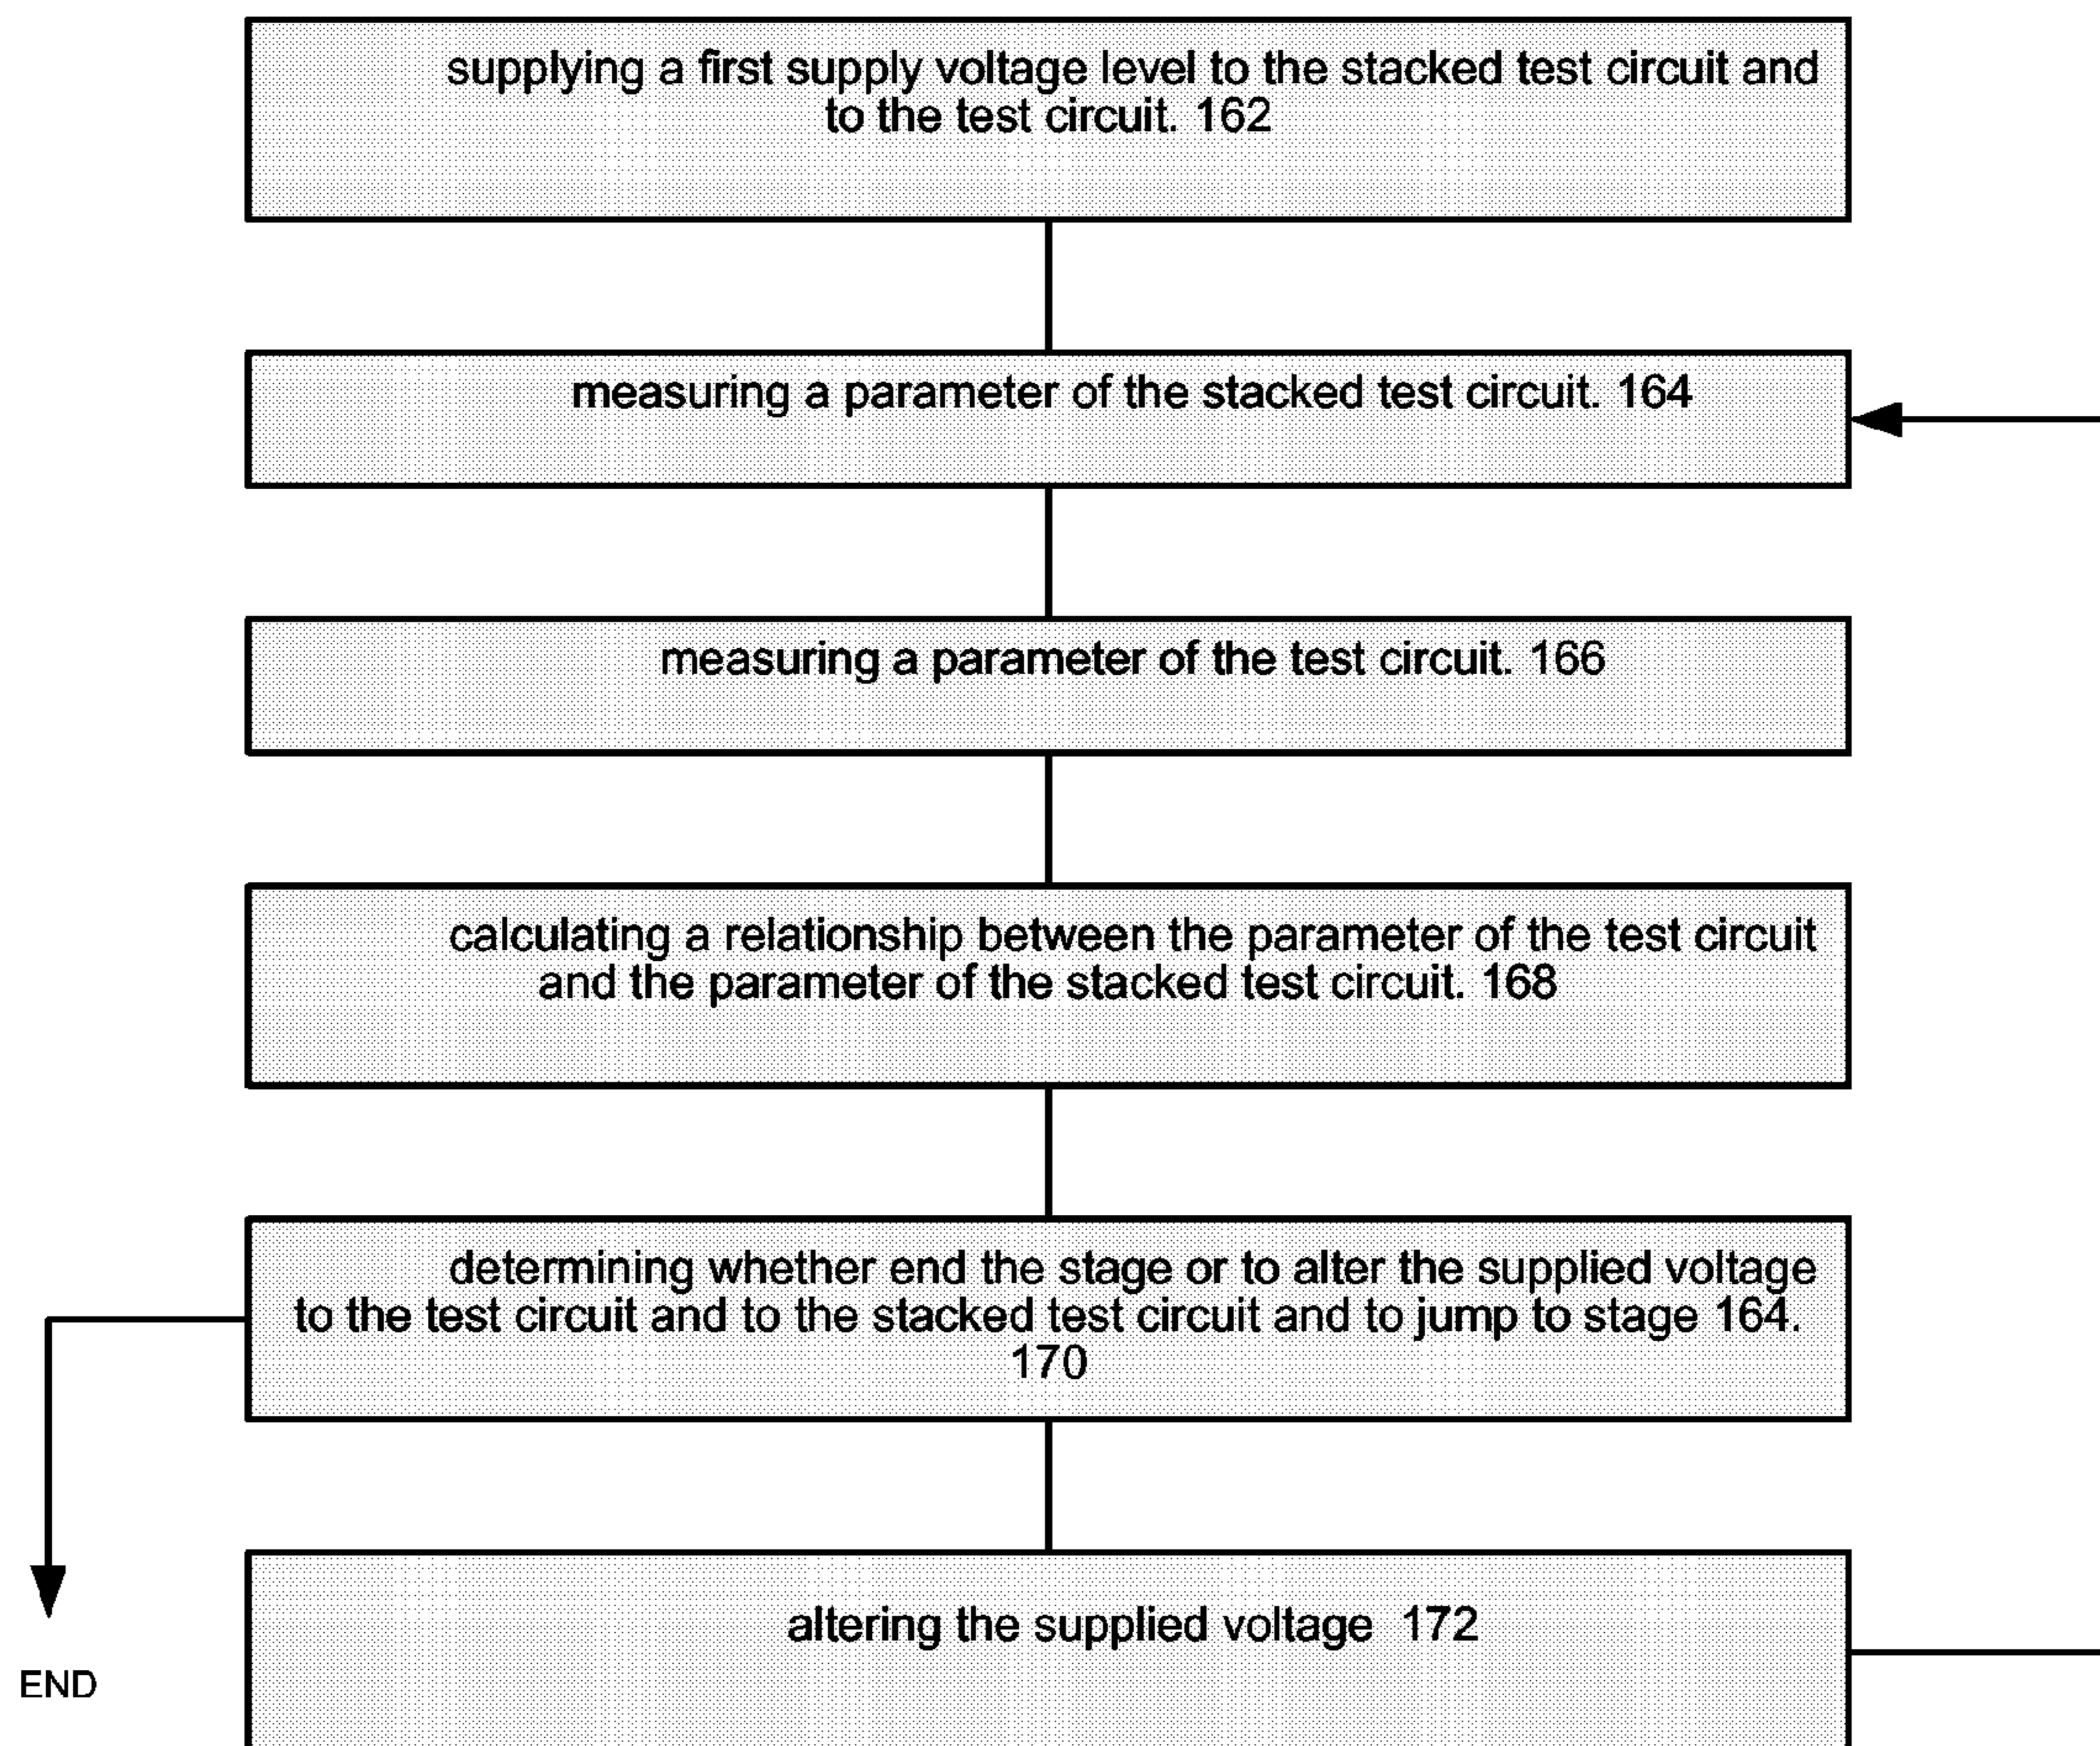 supplying a first supply voltage level to the stacked test circuit and
to the test circuit. 162
measuring a parameter of the stacked test circuit. 164
measuring a parameter of the test circuit. 166
calculating a relationship between the parameter of the test circuit
and the parameter of the stacked test circuit. 168
determining whether end the stage or to alter the supplied voltage
to the test circuit and to the stacked test circuit and to jump to stage 164.
170
altering the supplied voltage 172
END